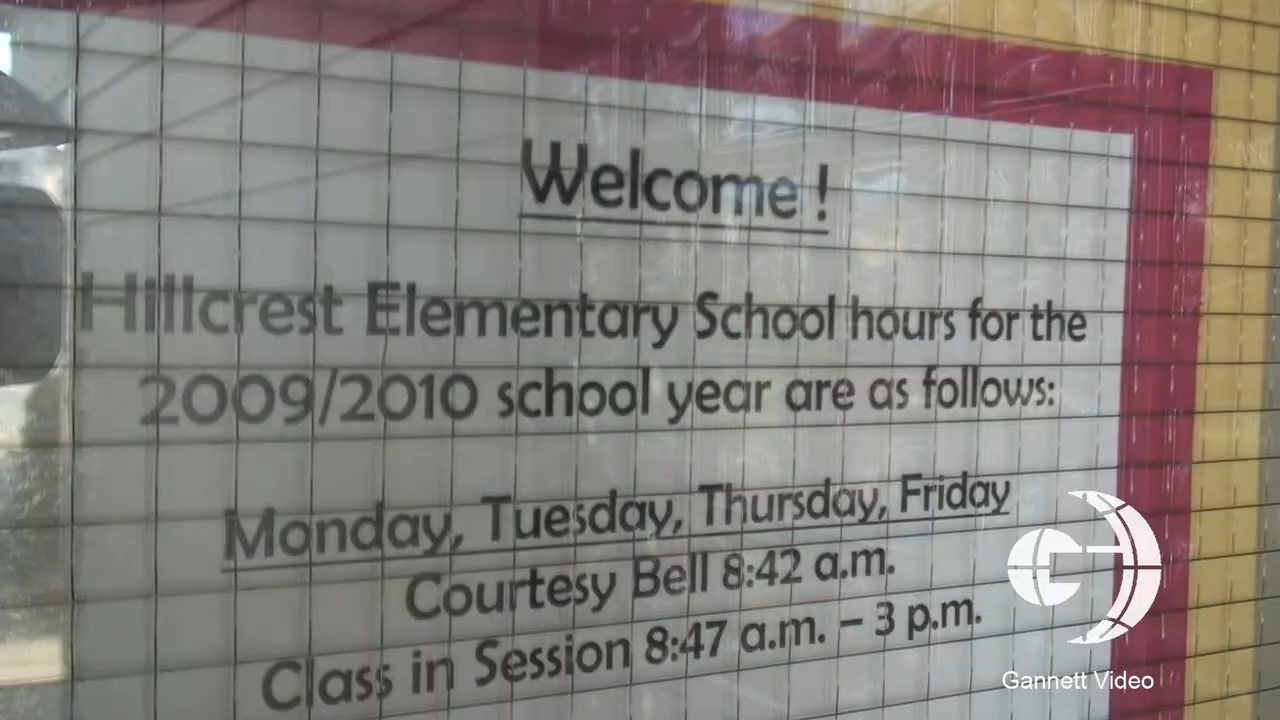 Welcome !
Hillcrest Elementary School hours for the
2009/2010 school year are as follows:
Monday, Tuesday, Thursday, Friday
Courtesy Bell 8:42 a.m.
Class in Session 8:47 a.m. – 3 p.m.
Gannett Video